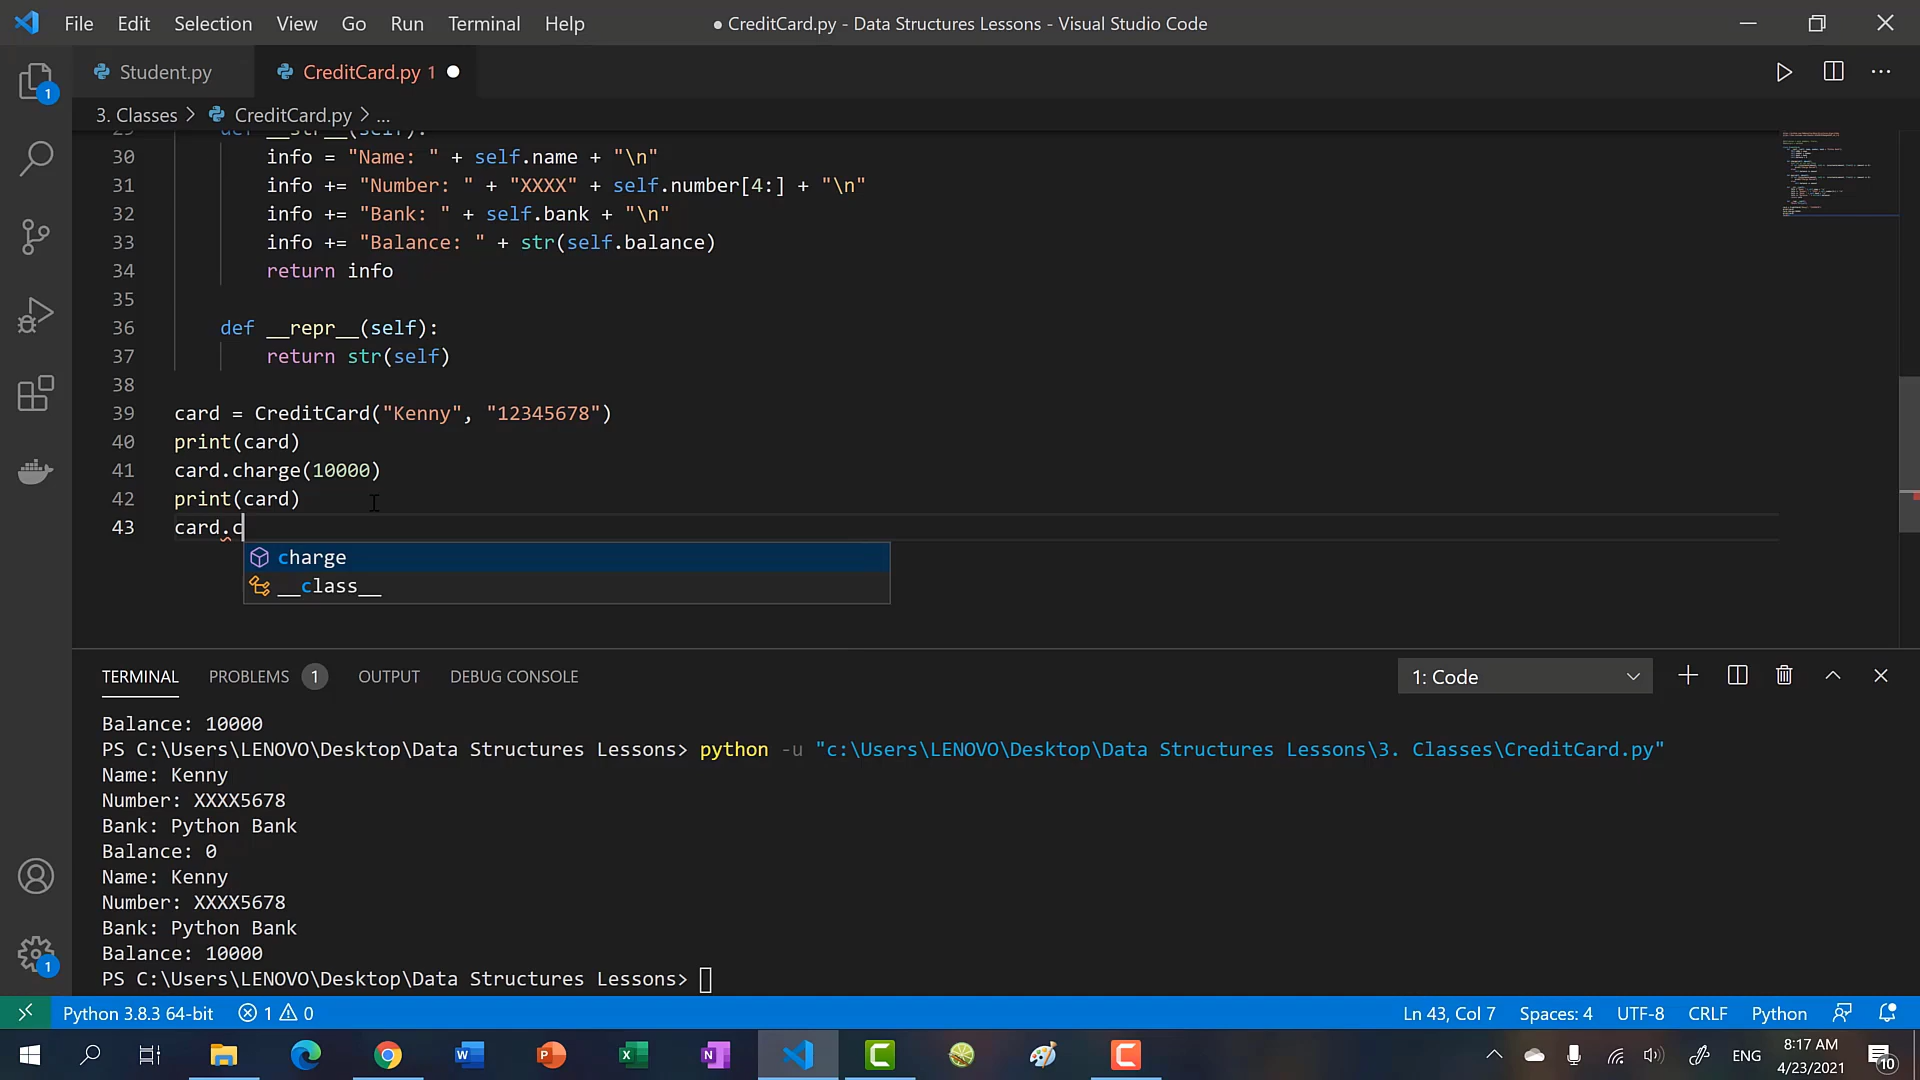 File Edit Selection View Go Run Terminal Help
● CreditCard.py - Data Structures Lessons - Visual Studio Code
Student.py
CreditCard.py 1
3. Classes > CreditCard.py > ...
29 def __str__(self):
30 info = "Name: " + self.name + "\n"
31 info += "Number: " + "XXXX" + self.number[4:] + "\n"
32 info += "Bank: " + self.bank + "\n"
33 info += "Balance: " + str(self.balance)
34 return info
35
36 def __repr__(self):
37 return str(self)
38
39 card = CreditCard("Kenny", "12345678")
40 print(card)
41 card.charge(10000)
42 print(card)
43 card.c
charge
__class__
TERMINAL PROBLEMS 1 OUTPUT DEBUG CONSOLE
1: Code
Balance: 10000
PS C:\Users\LENOVO\Desktop\Data Structures Lessons> python -u "c:\Users\LENOVO\Desktop\Data Structures Lessons\3. Classes\CreditCard.py"
Name: Kenny
Number: XXXX5678
Bank: Python Bank
Balance: 0
Name: Kenny
Number: XXXX5678
Bank: Python Bank
Balance: 10000
PS C:\Users\LENOVO\Desktop\Data Structures Lessons>
1
1
Python 3.8.3 64-bit 1 0
Ln 43, Col 7 Spaces: 4 UTF-8 CRLF Python
ENG
8:17 AM
4/23/2021
10